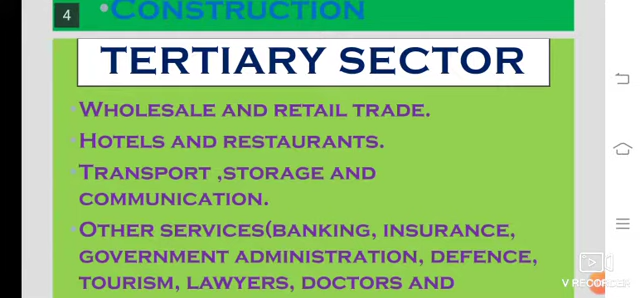 4
•CONSTRUCTION
TERTIARY SECTOR
WHOLESALE AND RETAIL TRADE.
•HOTELS AND RESTAURANTS.
•TRANSPORT ,STORAGE AND
COMMUNICATION.
•OTHER SERVICES(BANKING, INSURANCE,
GOVERNMENT ADMINISTRATION, DEFENCE,
TOURISM, LAWYERS, DOCTORS AND
V RECORDER